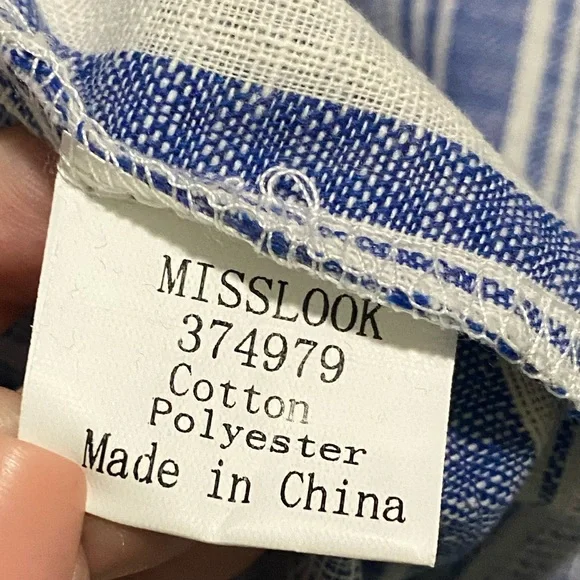 MISSLOOK
374979
Cotton
Polyester
Made in China